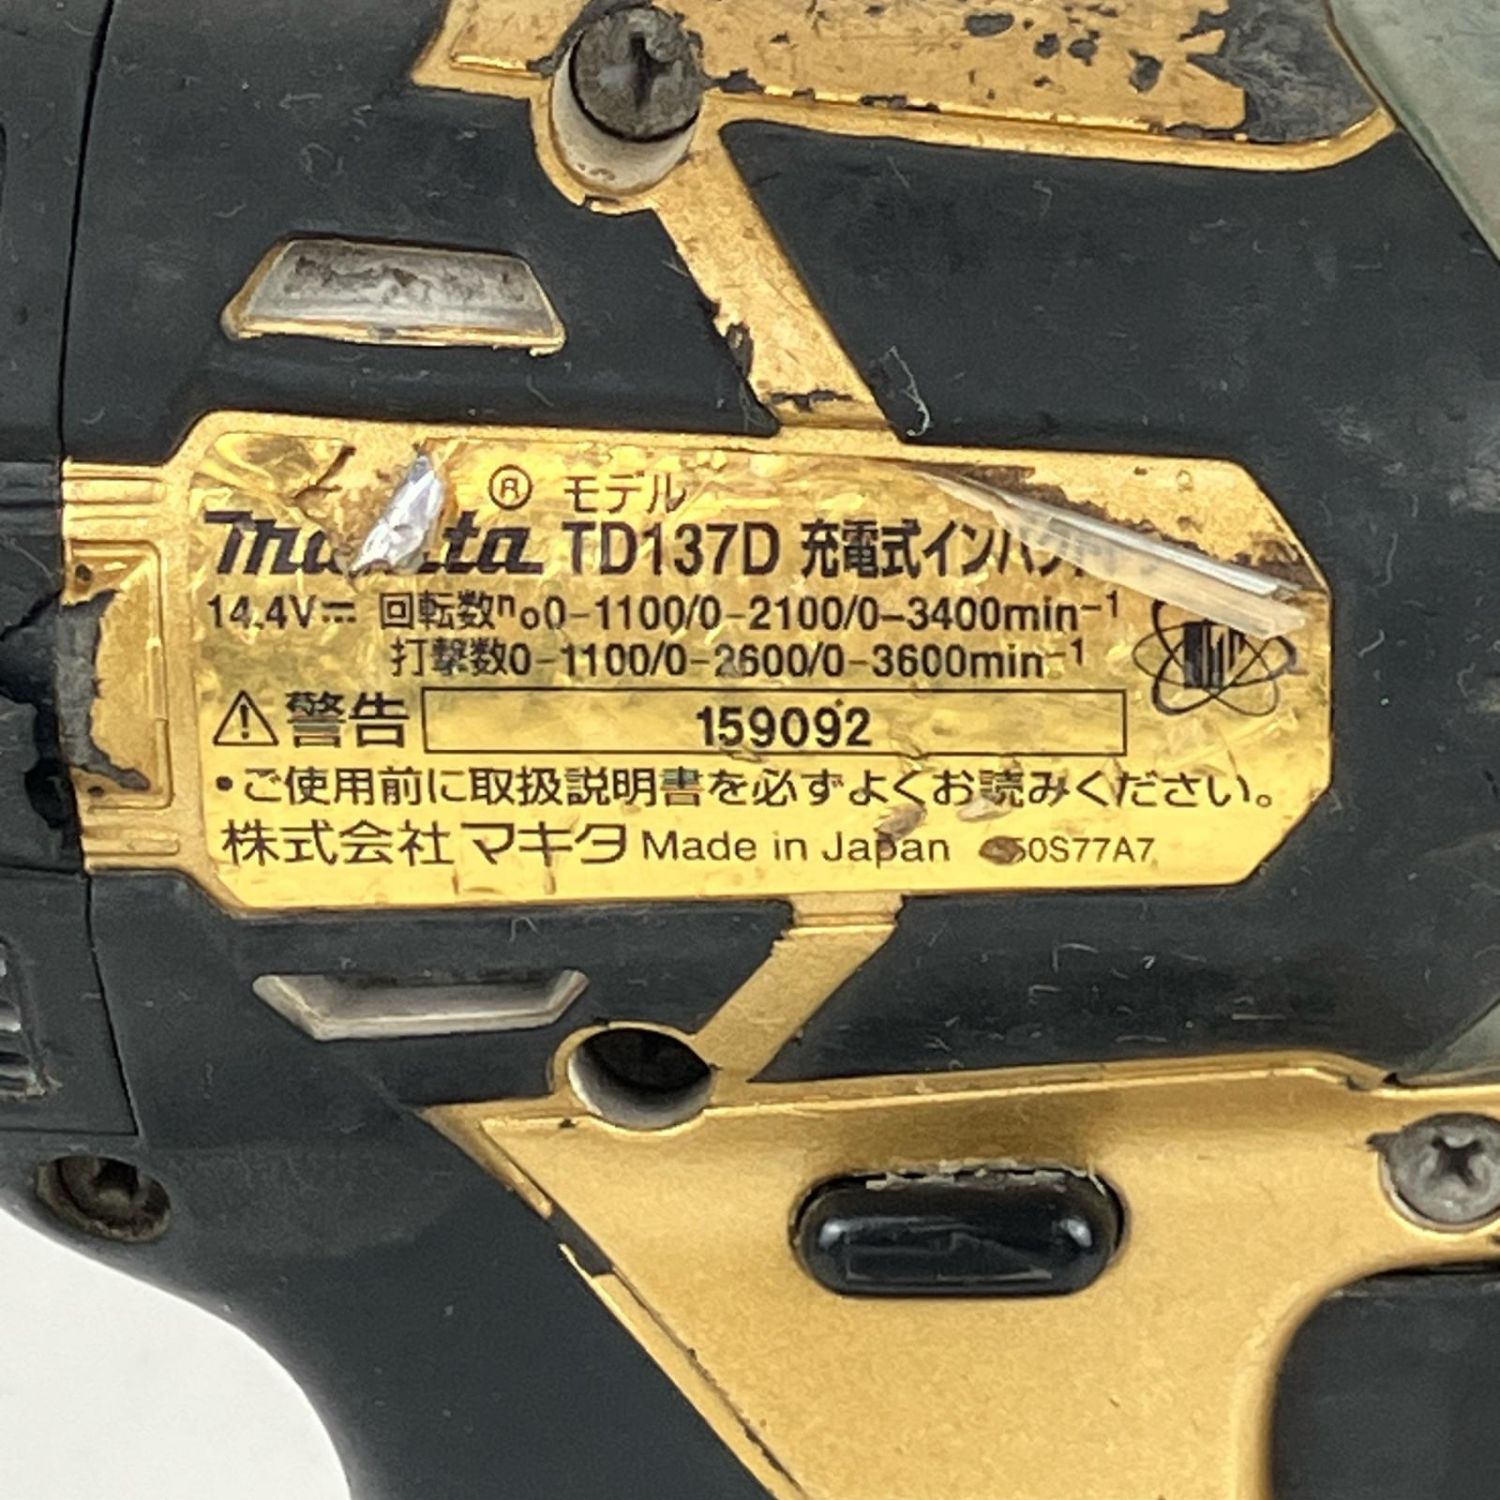 ® モデル
makita TD137D 充電式インパクト
14.4V⎓ 回転数n₀0-1100/0-2100/0-3400min⁻¹
打撃数0-1100/0-2600/0-3600min⁻¹
⚠警告 159092
・ご使用前に取扱説明書を必ずよくお読みください。
株式会社マキタ Made in Japan 50S77A7